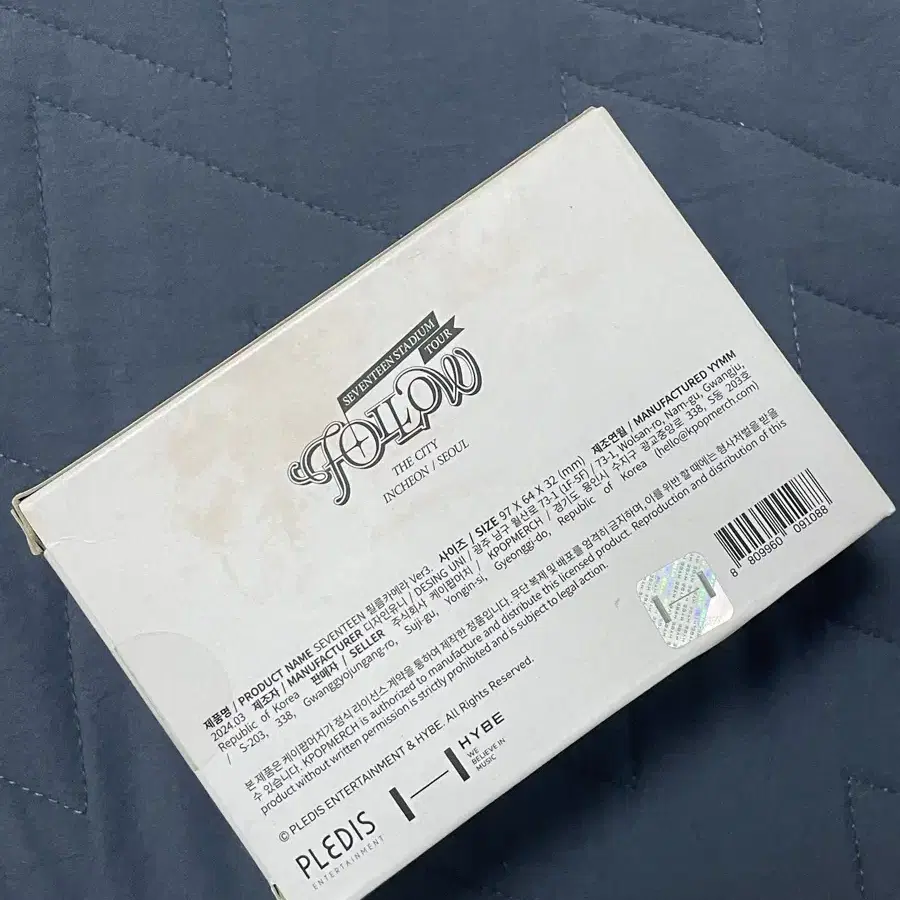 SEVENTEEN STADIUM
TOUR
FOLLOW
THE CITY
INCHEON / SEOUL
제품명 / PRODUCT NAME SEVENTEEN 필름카메라 Ver3. 사이즈 / SIZE 97 X 64 X 32 (mm) 제조연월 / MANUFACTURED YYMM
2024.03 제조자 / MANUFACTURER 디자인유니 / DESING UNI / 광주 남구 월산로 73-1 (1F-5F) / 73-1, Wolsan-ro, Nam-gu, Gwangju,
Republic of Korea 판매자 / SELLER 주식회사 케이팝머치 / KPOPMERCH / 경기도 용인시 수지구 광교중앙로 338, S동 203호
/ S-203, 338, Gwanggyojungang-ro, Suji-gu, Yongin-si, Gyeonggi-do, Republic of Korea (hello@kpopmerch.com)
본 제품은 케이팝머치가 정식 라이선스 계약을 통하여 제작한 정품입니다. 무단 복제 및 배포를 엄격히 금지하며, 이를 위반 할 때에는 형사처벌을 받을
수 있습니다. KPOPMERCH is authorized to manufacture and distribute this licensed product. Reproduction and distribution of this
product without written permission is strictly prohibited and is subject to legal action.
© PLEDIS ENTERTAINMENT & HYBE. All Rights Reserved.
PLEDIS
ENTERTAINMENT
HYBE
WE
BELIEVE IN
MUSIC
8 809960 091088